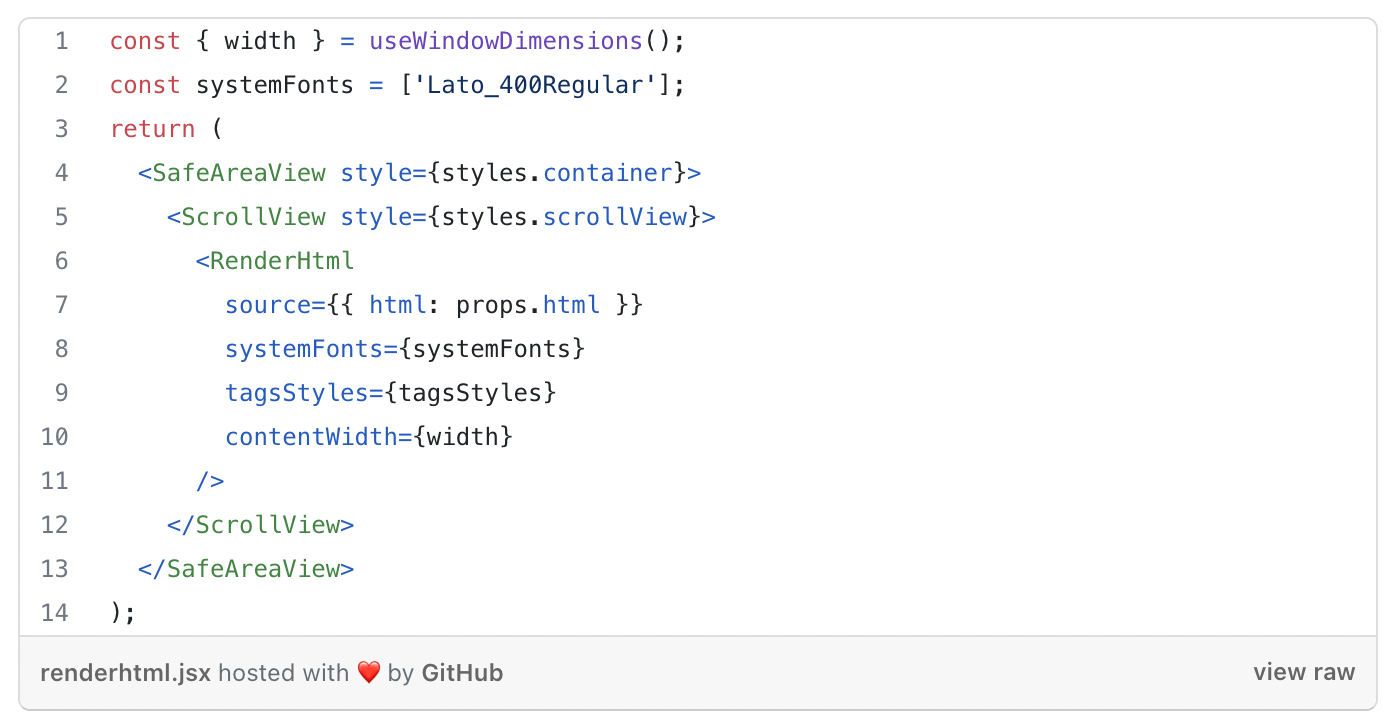 1 const { width } = useWindowDimensions();
2 const systemFonts = ['Lato_400Regular'];
3 return (
4   <SafeAreaView style={styles.container}>
5     <ScrollView style={styles.scrollView}>
6       <RenderHtml
7         source={{ html: props.html }}
8         systemFonts={systemFonts}
9         tagsStyles={tagsStyles}
10         contentWidth={width}
11       />
12     </ScrollView>
13   </SafeAreaView>
14 );
renderhtml.jsx hosted with ❤️ by GitHub view raw